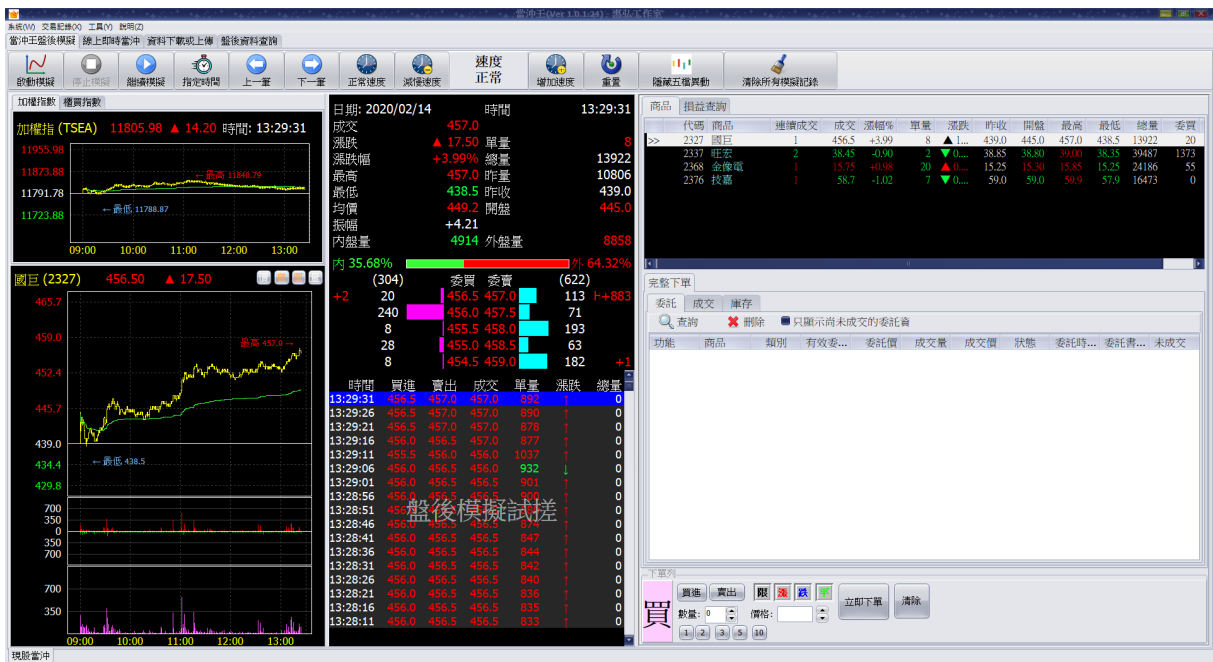 當沖王(Ver 1.0.1.24)
系統(V) 交易記錄(X) 工具(Y) 說明(Z)
當沖王盤後模擬 線上即時當沖 資料下載或上傳 盤後資料查詢
啟動模擬 停止模擬 繼續模擬 指定時間 上一筆 下一筆 正常速度 減慢速度 速度 正常 增加速度 重置 隱藏五檔異動 清除所有模擬記錄
加權指數 櫃買指數
加權指 (TSEA) 11805.98 ▲ 14.20 時間: 13:29:31
11955.98
11873.88
11791.78
11723.88
←最高 11848.79
←最低 11788.87
09:00 10:00 11:00 12:00 13:00
國巨 (2327) 456.50 ▲ 17.50
465.7
459.0
452.4
445.7
439.0
434.4
429.8
最高 457.0→
←最低 438.5
700
350
0
350
700
700
350
09:00 10:00 11:00 12:00 13:00
現股當沖
日期: 2020/02/14 時間 13:29:31
成交 457.0
漲跌 ▲ 17.50 單量 8
漲跌幅 +3.99% 總量 13922
最高 457.0 昨量 10806
最低 438.5 昨收 439.0
均價 449.2 開盤 445.0
振幅 +4.21
內盤量 4914 外盤量 8858
內 35.68% 外 64.32%
(304) 委買 委賣 (622)
+2 20 456.5 457.0 113 +883
240 456.0 457.5 71
8 455.5 458.0 193
28 455.0 458.5 63
8 454.5 459.0 182 +1
時間 買進 賣出 成交 單量 漲跌 總量
13:29:31 456.5 457.0 457.0 892 ↑ 0
13:29:26 456.5 457.0 457.0 890 ↑ 0
13:29:21 456.5 457.0 457.0 878 ↑ 0
13:29:16 456.0 456.5 457.0 877 ↑ 0
13:29:11 455.5 456.0 456.0 1037 ↑ 0
13:29:06 456.0 456.5 456.0 932 ↓ 0
13:29:01 456.0 456.5 456.5 901 ↑ 0
13:28:56 456.0 456.5 456.5 900 ↑ 0
13:28:51 ↑ 0
13:28:46 456.0 456.5 456.5 874 ↑ 0
13:28:41 456.0 456.5 456.5 847 ↑ 0
13:28:36 456.0 456.5 456.5 844 ↑ 0
13:28:31 456.0 456.5 456.5 842 ↑ 0
13:28:26 456.0 456.5 456.5 840 ↑ 0
13:28:21 456.0 456.5 456.5 836 ↑ 0
13:28:16 456.0 456.5 456.5 835 ↑ 0
13:28:11 456.0 456.5 456.5 833 ↑ 0
盤後模擬試搓
商品 損益查詢
代碼 商品 連續成交 成交 漲幅% 單量 漲跌 昨收 開盤 最高 最低 總量 委買
>> 2327 國巨 1 456.5 +3.99 8 ▲ 1... 439.0 445.0 457.0 438.5 13922 20
2337 旺宏 2 38.45 -0.90 2 ▼ 0.... 38.85 38.80 39.00 38.35 39487 1373
2368 金像電 1 15.75 +0.98 20 ▲ 0.... 15.25 15.30 15.85 15.25 24186 55
2376 技嘉 1 58.7 -1.02 7 ▼ 0.... 59.0 59.0 59.9 57.9 16473 0
完整下單
委託 成交 庫存
查詢 刪除 只顯示尚未成交的委託
功能 商品 類別 有效委... 委託價 成交量 成交價 狀態 委託時... 委託書... 未成交
下單列
買 買進 賣出 限 漲 跌 平 立即下單 清除
數量: 0 價格:
1 2 3 5 10